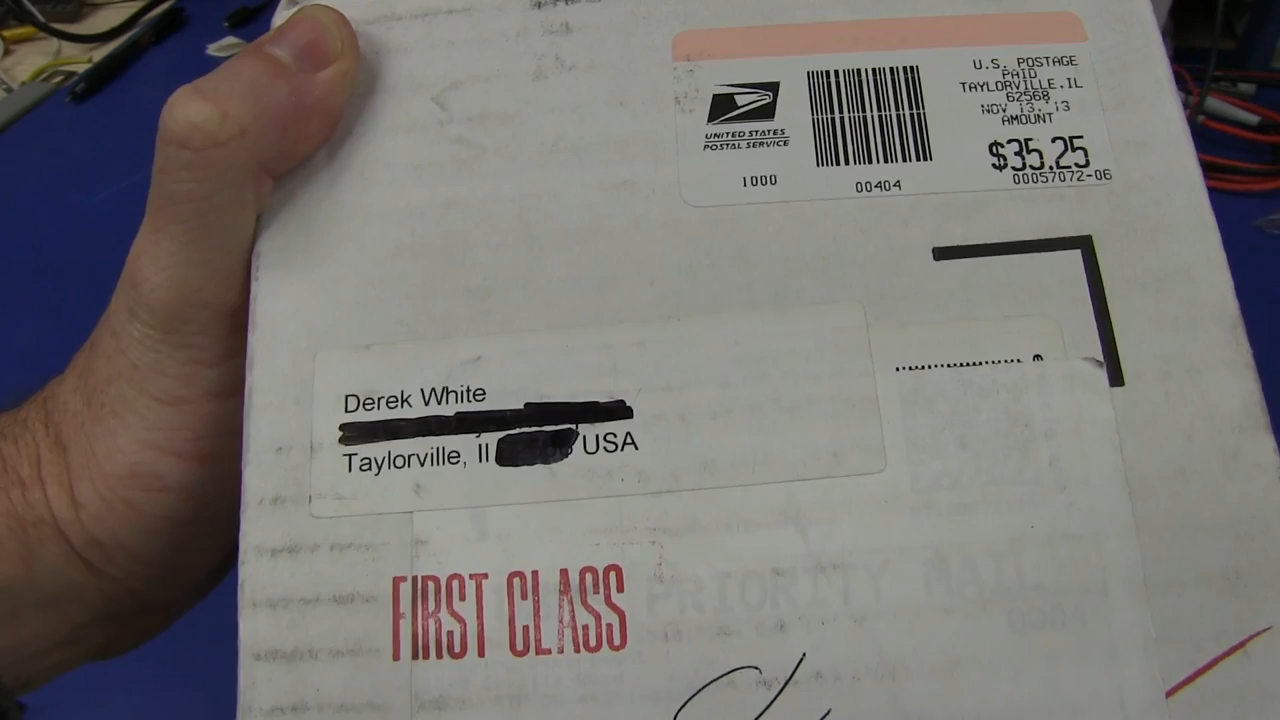 U.S. POSTAGE
PAID
TAYLORVILLE.IL
62568
NOV 13. 13
AMOUNT
$35.25
00057072-06
UNITED STATES
POSTAL SERVICE
1000
00404
Derek White
Taylorville, Il USA
FIRST CLASS
PRIORITY MAIL